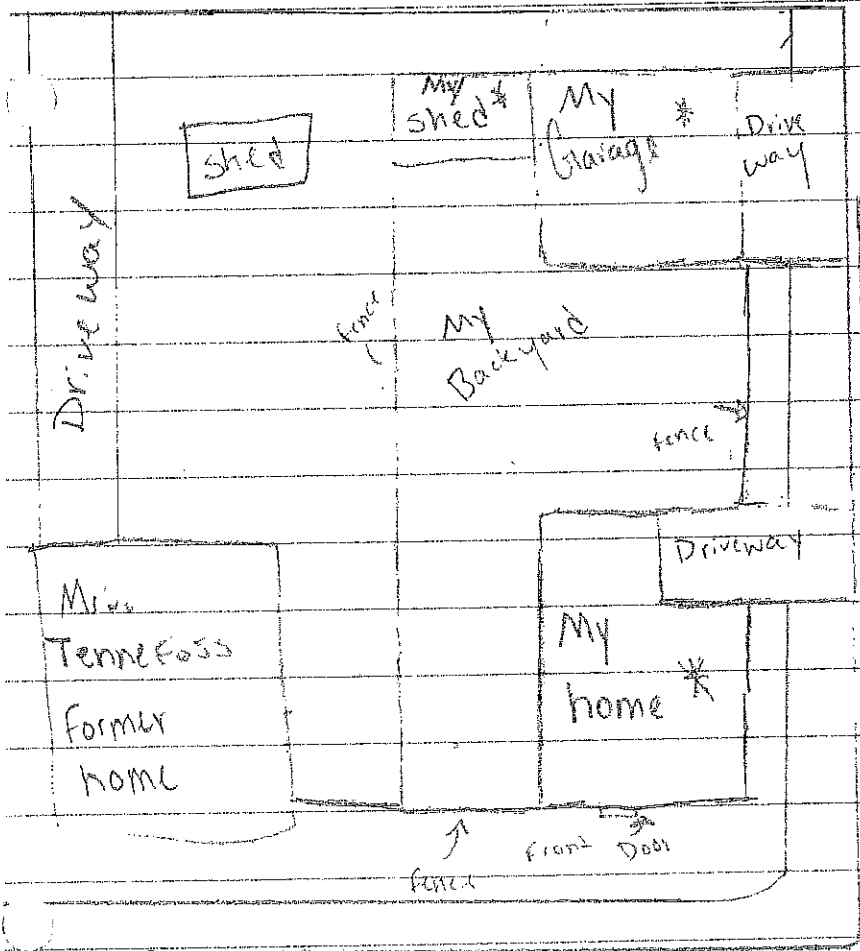 My
shed*
My
Garage *
Drive
way
shed
Driveway
fence
My
Backyard
fence
Driveway
Tennefoss
former
home
My
home *
fence
Front Door